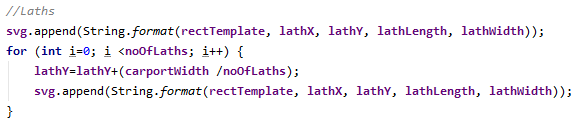 //Laths
svg.append(String.format(rectTemplate, lathX, lathY, lathLength, lathWidth));
for (int i=0; i <noOfLaths; i++) {
    lathY=lathY+(carportWidth /noOfLaths);
    svg.append(String.format(rectTemplate, lathX, lathY, lathLength, lathWidth));
}